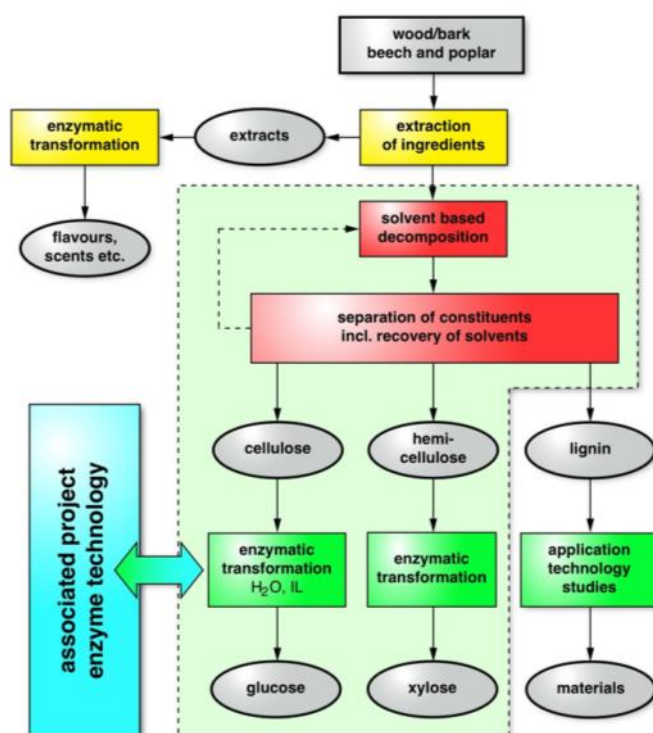 wood/bark
beech and poplar
enzymatic
transformation
extracts
extraction
of ingredients
flavours,
scents etc.
solvent based
decomposition
separation of constituents
incl. recovery of solvents
cellulose
hemi-
cellulose
lignin
associated project
enzyme technology
enzymatic
transformation
H₂O, IL
enzymatic
transformation
application
technology
studies
glucose
xylose
materials